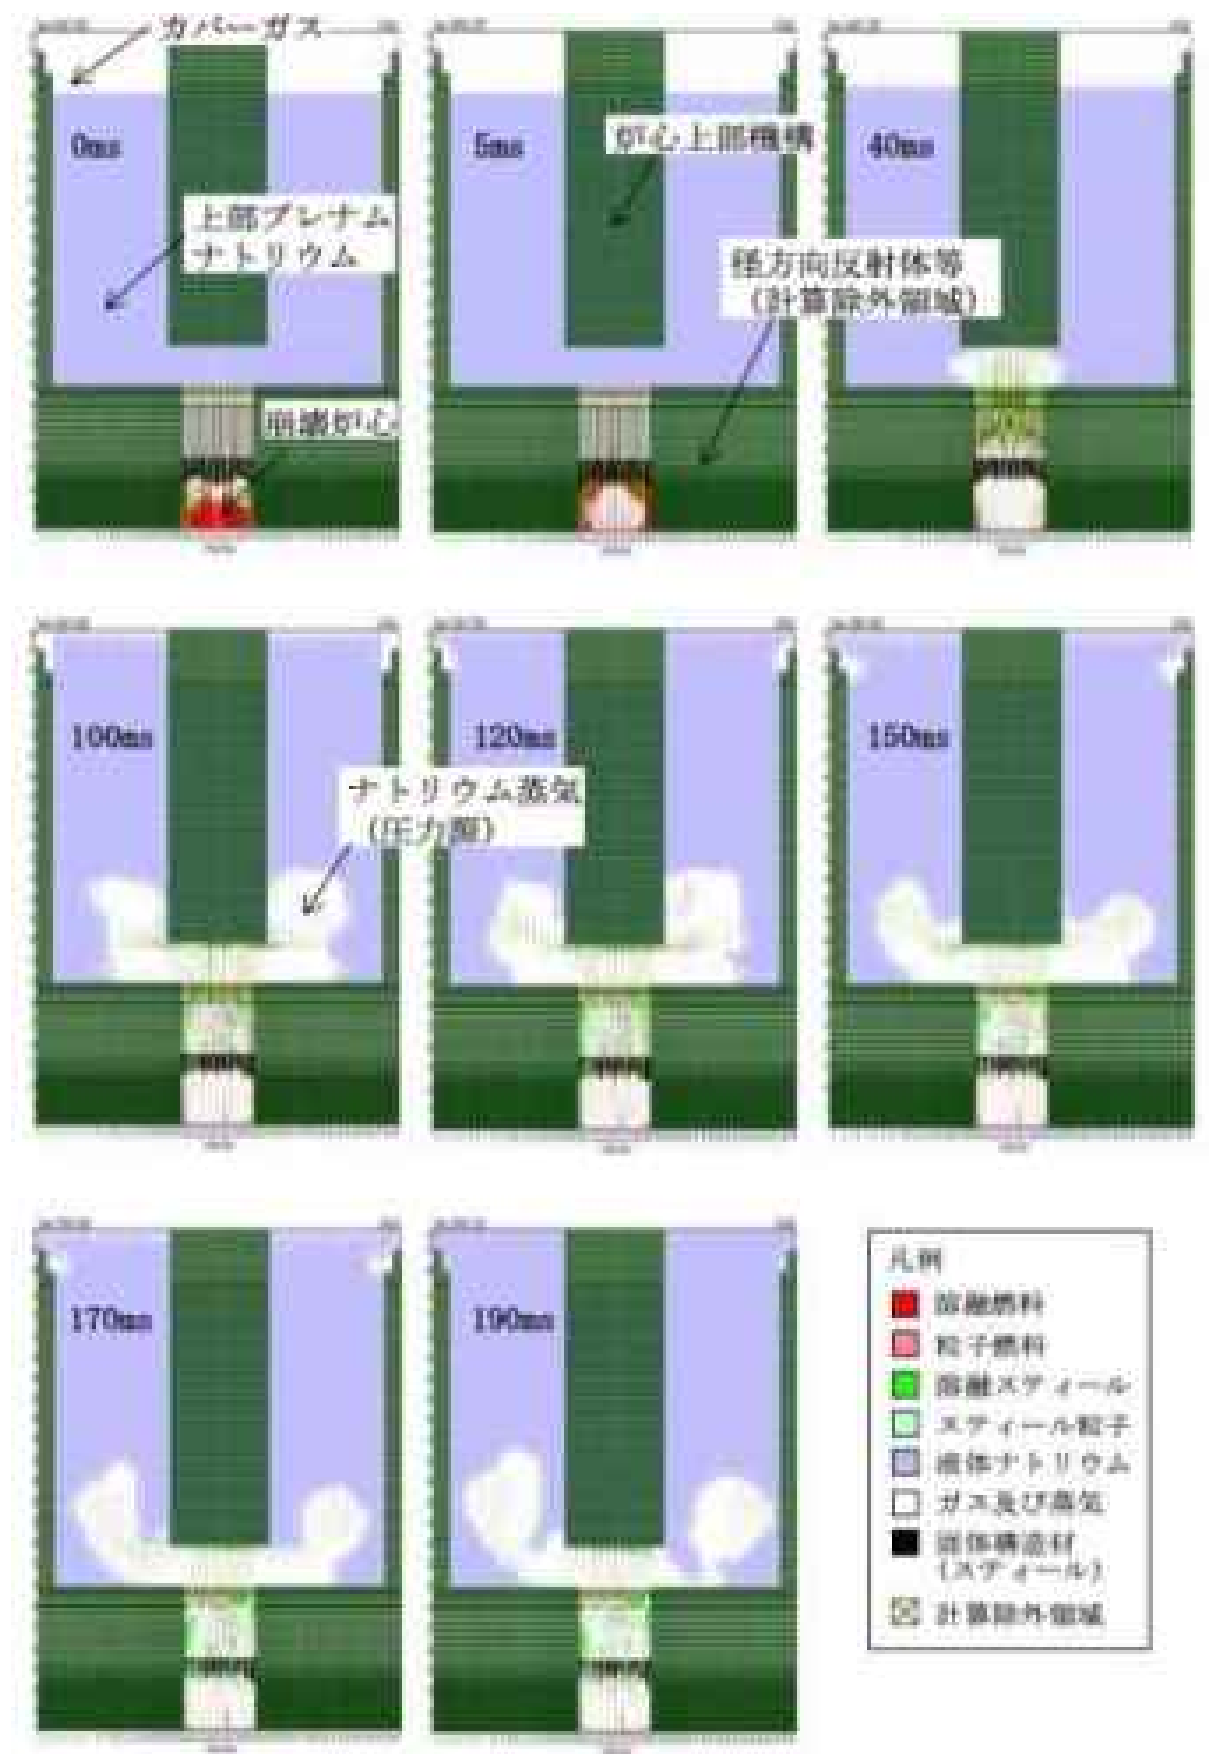 カバーガス
0ms
5ms
40ms
炉心上部機構
上部プレナム
ナトリウム
径方向反射体等
(計算除外領域)
崩壊炉心
100ms
120ms
150ms
ナトリウム蒸気
(圧力源)
170ms
190ms
凡例
溶融燃料
粒子燃料
溶融スティール
スティール粒子
液体ナトリウム
ガス及び蒸気
固体構造材
(スティール)
計算除外領域